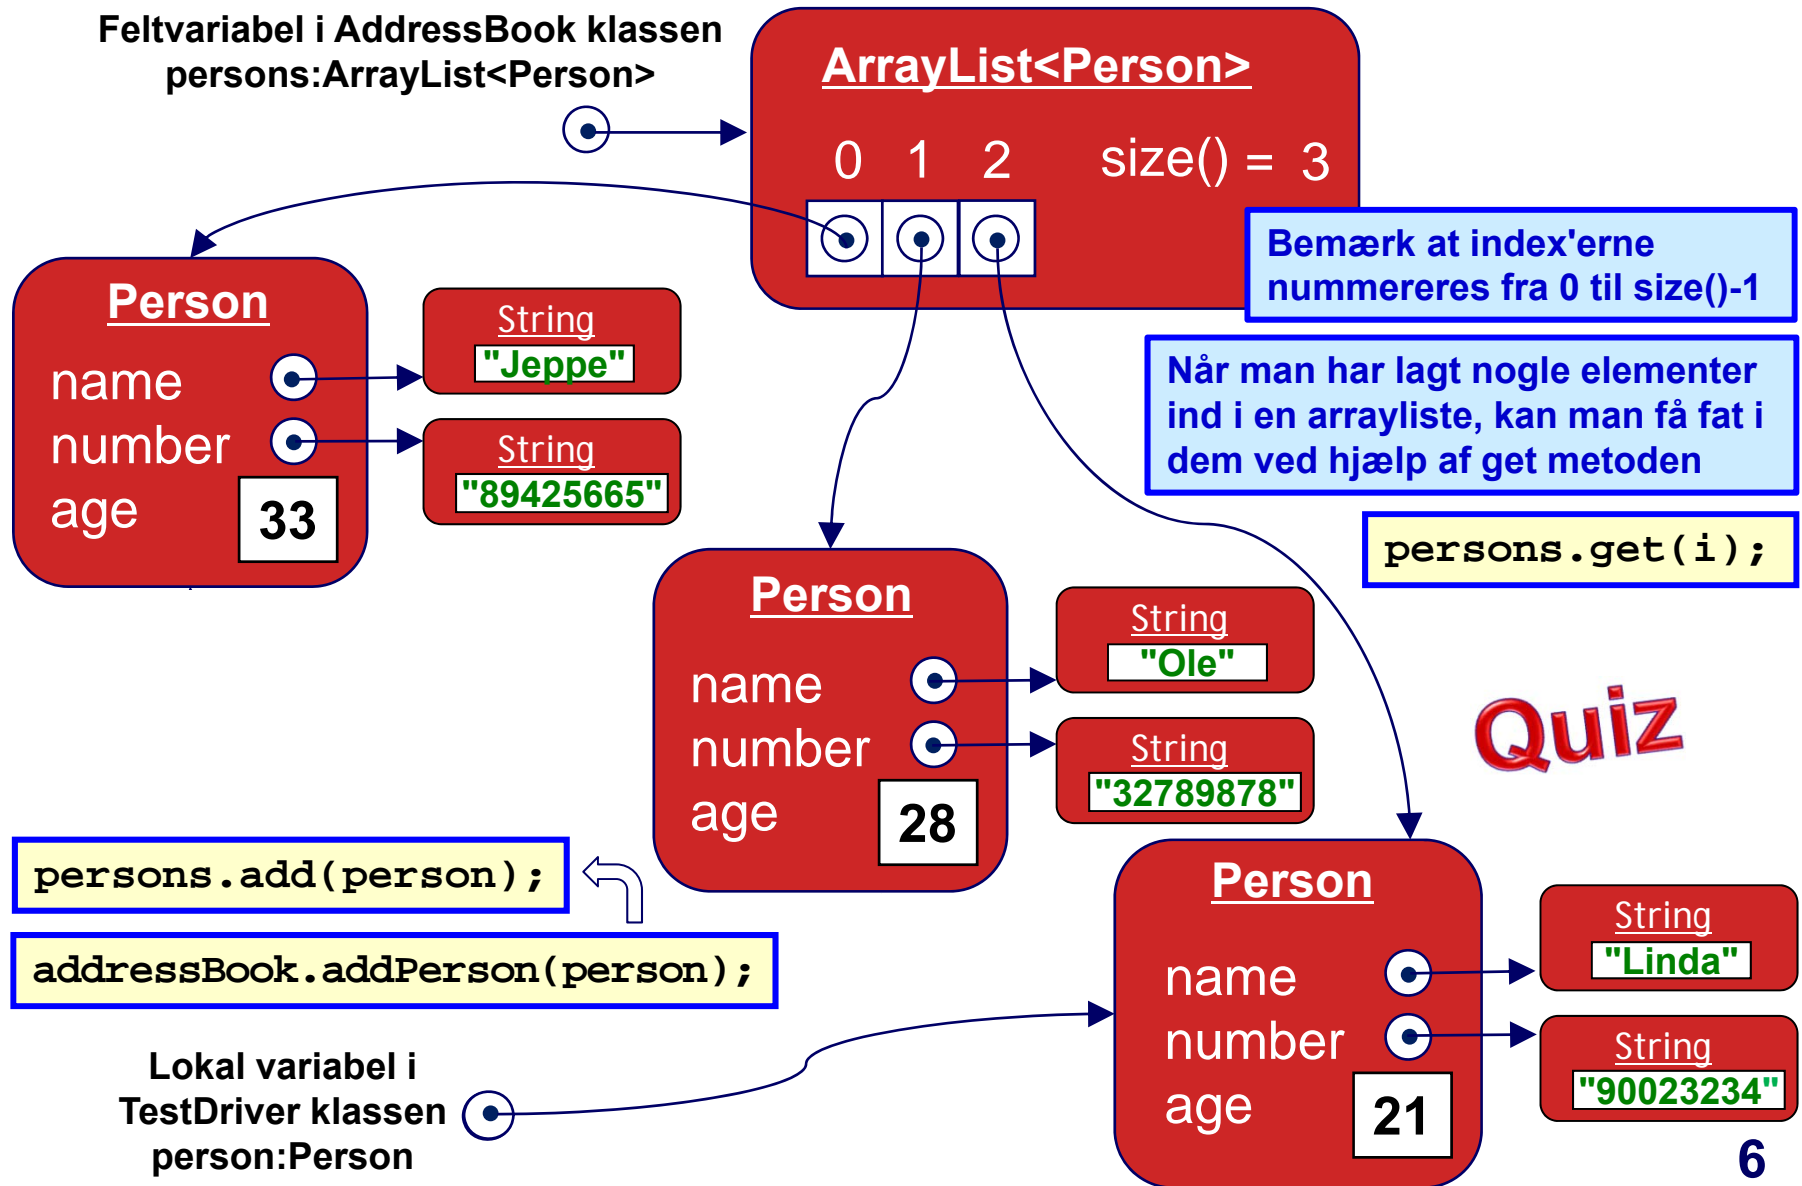 Feltvariabel i AddressBook klassen
persons:ArrayList<Person>
ArrayList<Person>
0 1 2 size() = 3
Bemærk at index'erne
nummereres fra 0 til size()-1
Når man har lagt nogle elementer
ind i en arrayliste, kan man få fat i
dem ved hjælp af get metoden
persons.get(i);
Person
name
number
age
33
String
"Jeppe"
String
"89425665"
Person
name
number
age
28
String
"Ole"
String
"32789878"
Quiz
persons.add(person);
addressBook.addPerson(person);
Person
name
number
age
21
String
"Linda"
String
"90023234"
Lokal variabel i
TestDriver klassen
person:Person
6